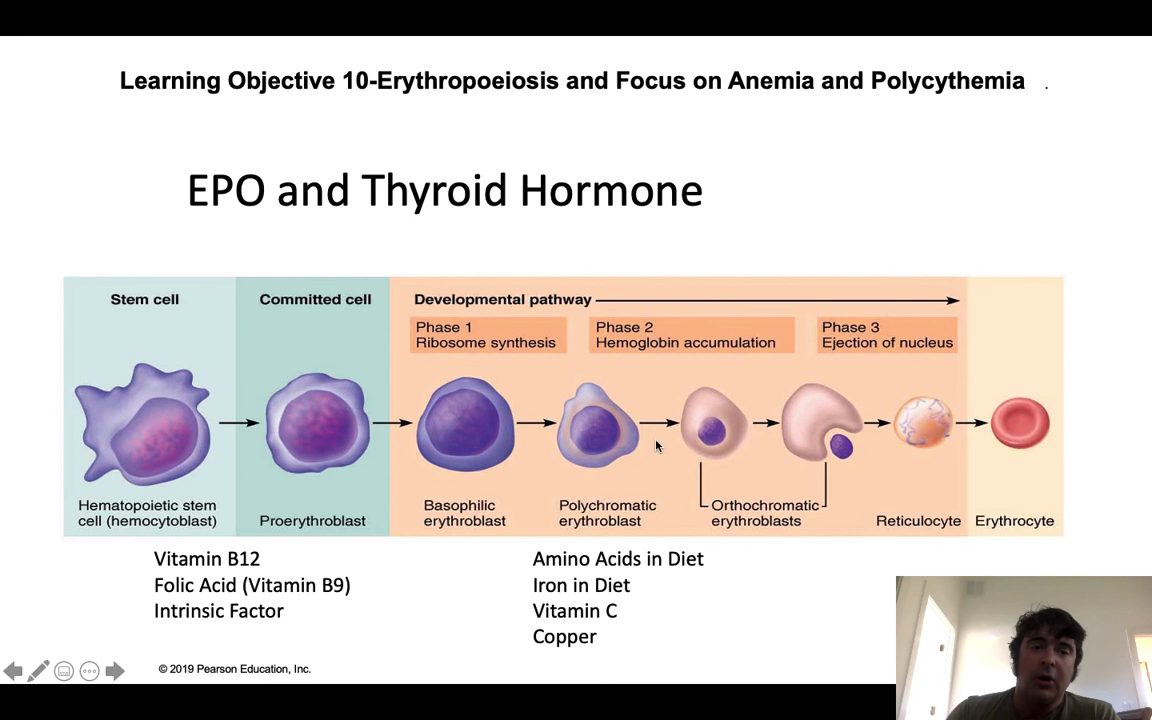 Learning Objective 10-Erythropoeiosis and Focus on Anemia and Polycythemia .
EPO and Thyroid Hormone
Stem cell
Committed cell
Developmental pathway
Phase 1
Ribosome synthesis
Phase 2
Hemoglobin accumulation
Phase 3
Ejection of nucleus
Hematopoietic stem
cell (hemocytoblast)
Proerythroblast
Basophilic
erythroblast
Polychromatic
erythroblast
Orthochromatic
erythroblasts
Reticulocyte
Erythrocyte
Vitamin B12
Folic Acid (Vitamin B9)
Intrinsic Factor
Amino Acids in Diet
Iron in Diet
Vitamin C
Copper
© 2019 Pearson Education, Inc.